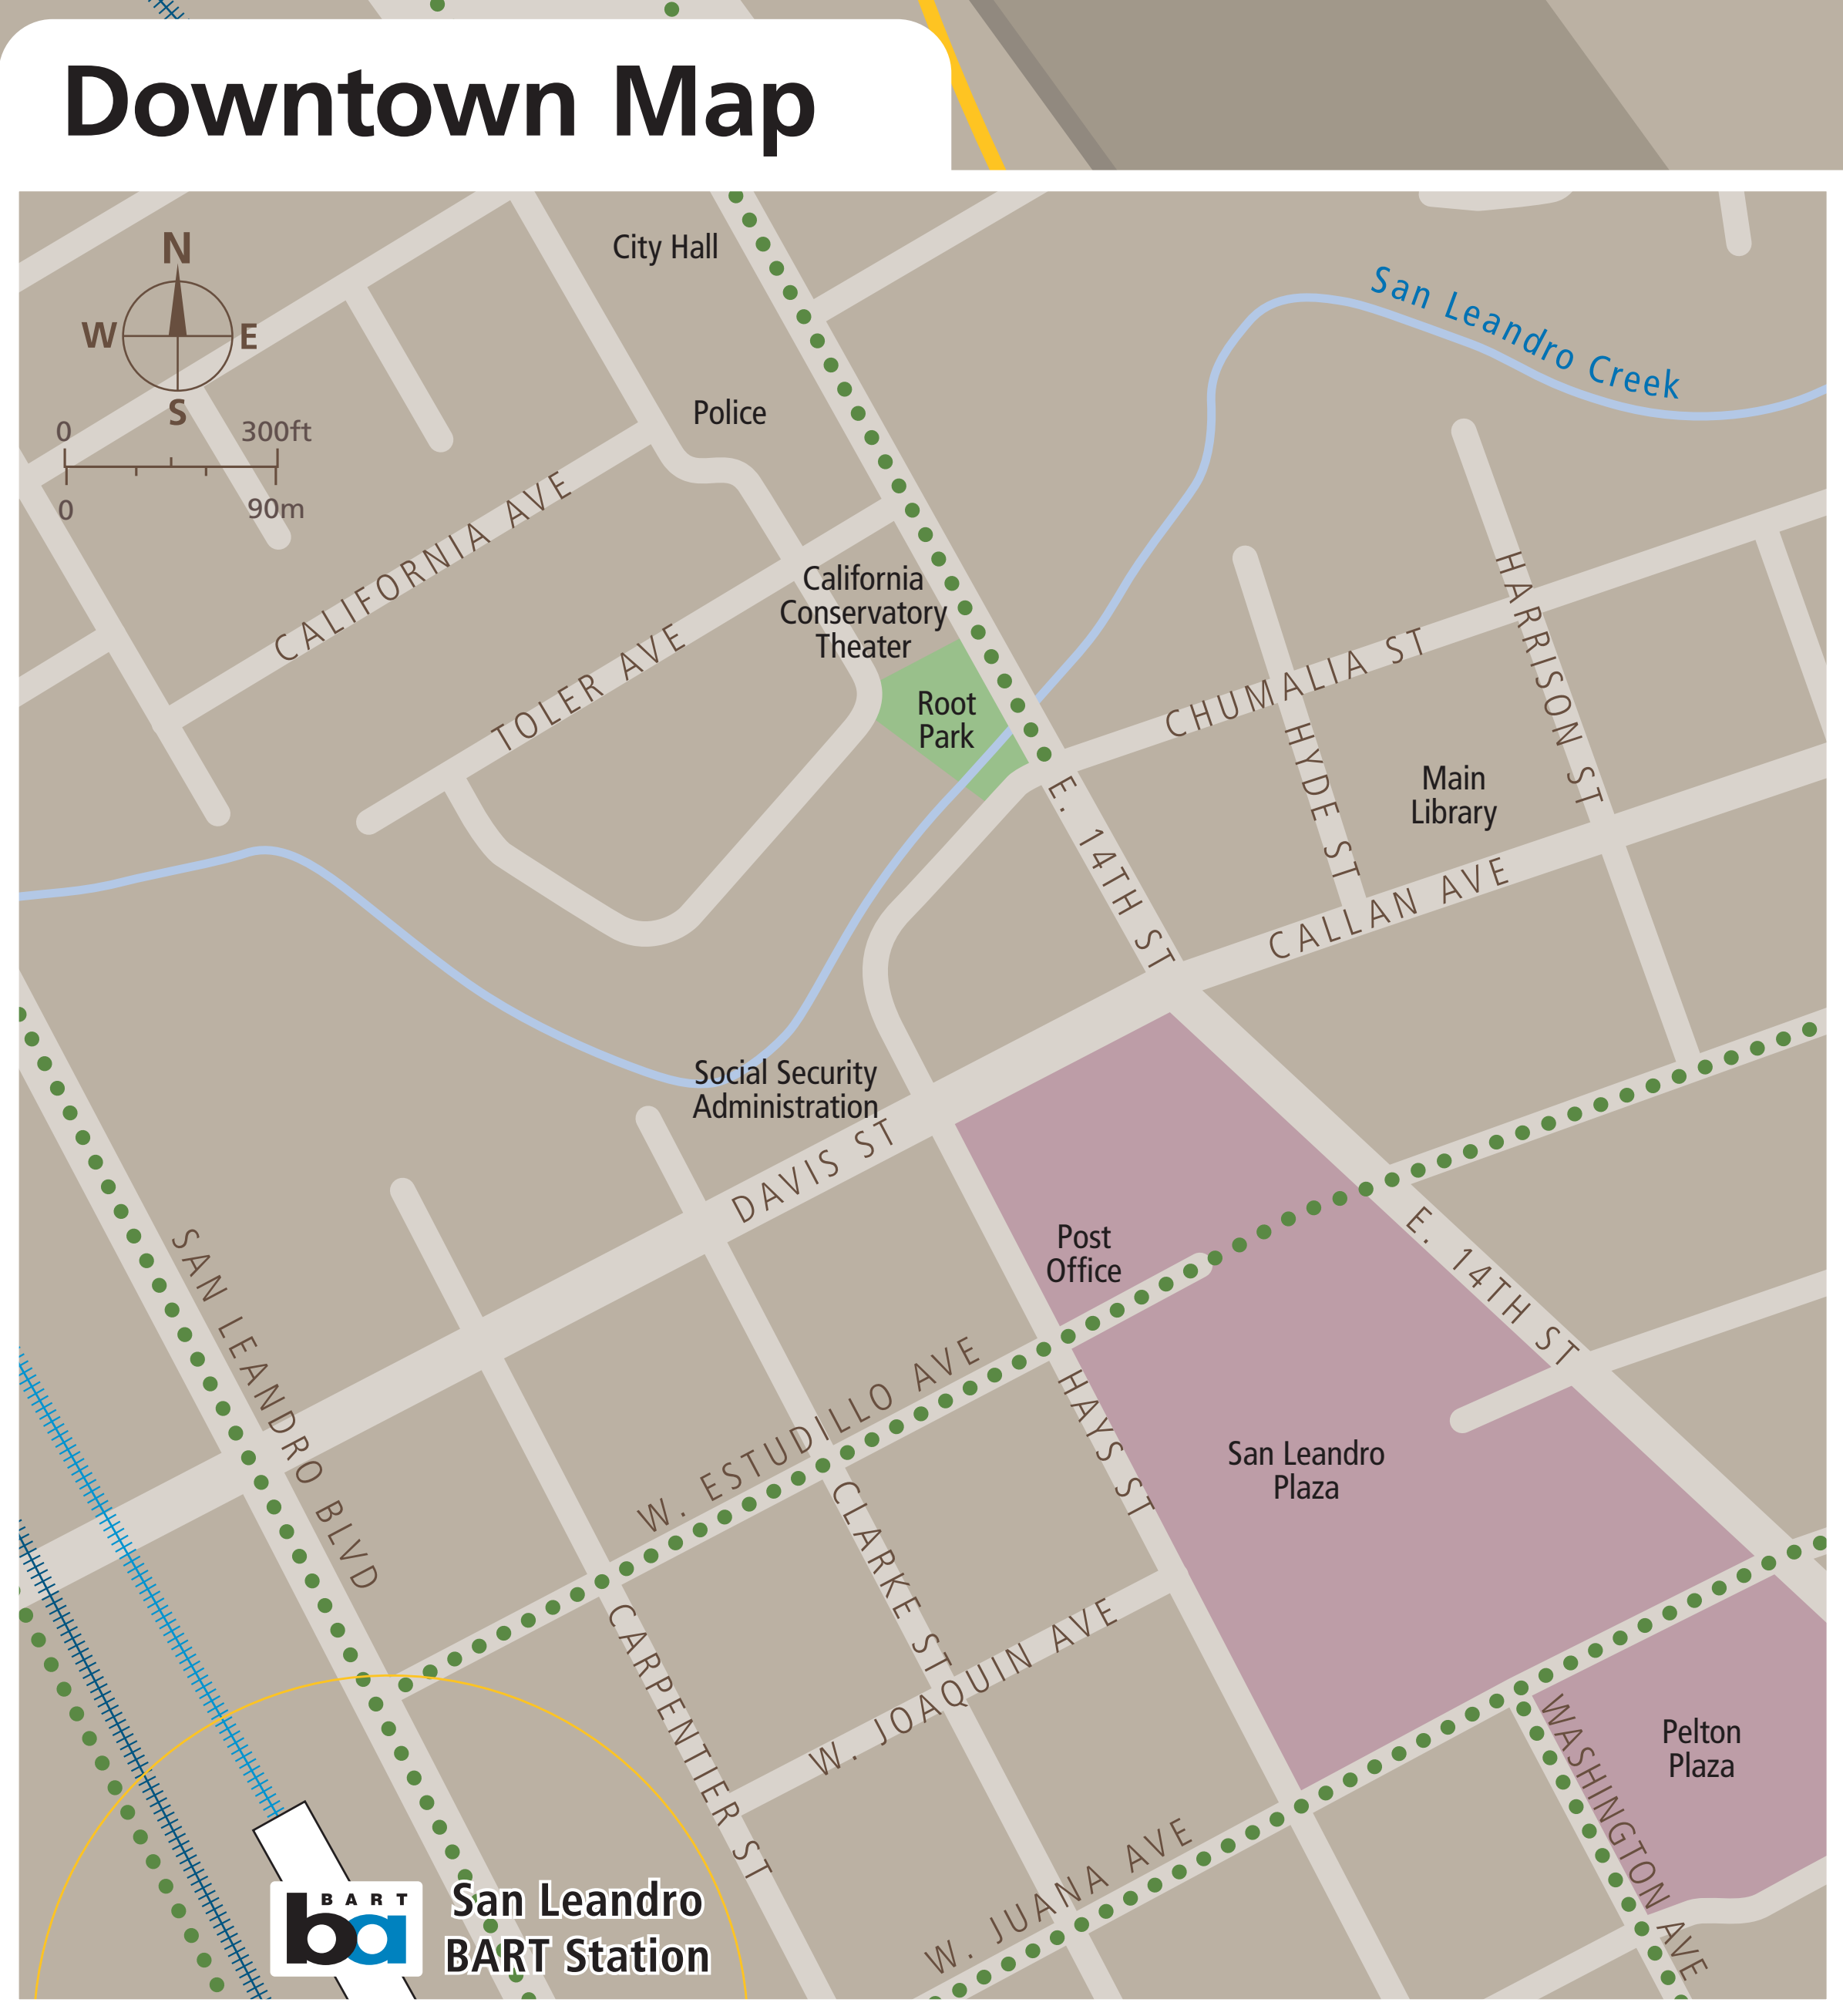 Downtown Map
N
W
E
S
0
300ft
0
90m
City Hall
San Leandro Creek
Police
CALIFORNIA AVE
California
Conservatory
Theater
TOLER AVE
Root
Park
CHUMALIA ST
HARRISON ST
HYDE ST
Main
Library
E. 14TH ST
CALLAN AVE
Social Security
Administration
DAVIS ST
Post
Office
E. 14TH ST
SAN LEANDRO BLVD
W. ESTUDILLO AVE
HAYS ST
San Leandro
Plaza
CLARKE ST
CARPENTIER ST
W. JOAQUIN AVE
WASHINGTON AVE
Pelton
Plaza
W. JUANA AVE
BART
ba
San Leandro
BART Station